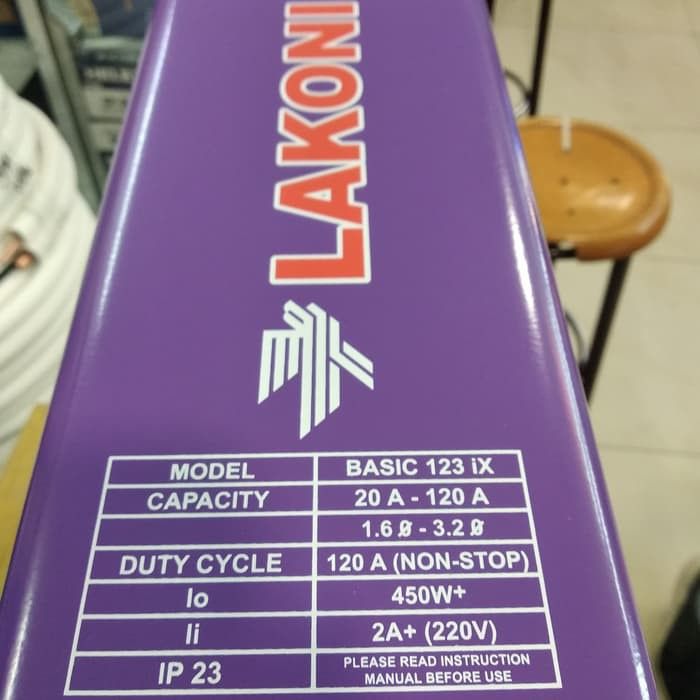 LAKONI
MODEL BASIC 123 iX
CAPACITY 20 A - 120 A
1.6 Ø - 3.2 Ø
DUTY CYCLE 120 A (NON-STOP)
Io 450W+
Ii 2A+ (220V)
IP 23 PLEASE READ INSTRUCTION
MANUAL BEFORE USE